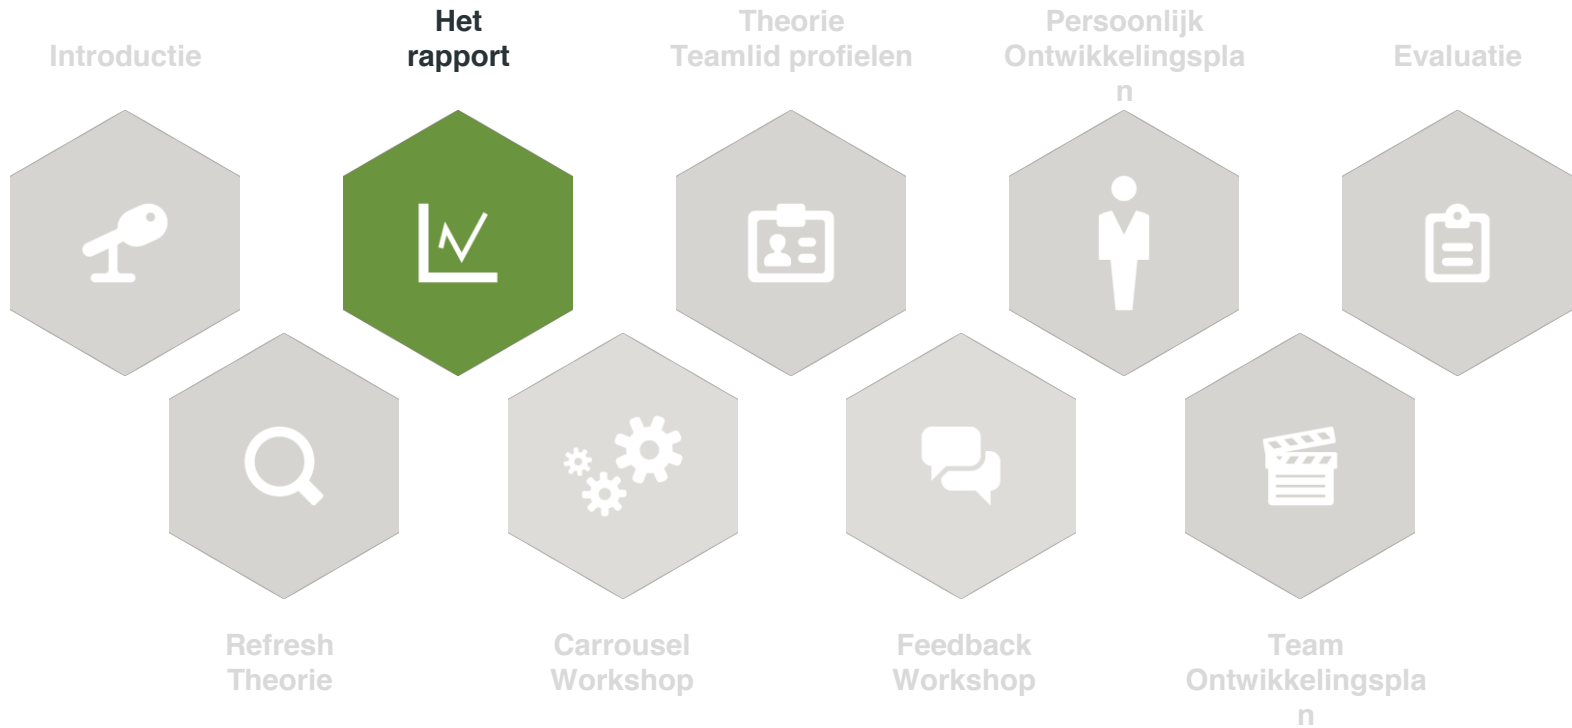 Introductie
Het
rapport
Theorie
Teamlid profielen
Persoonlijk
Ontwikkelingspla
n
Evaluatie
Refresh
Theorie
Carrousel
Workshop
Feedback
Workshop
Team
Ontwikkelingspla
n